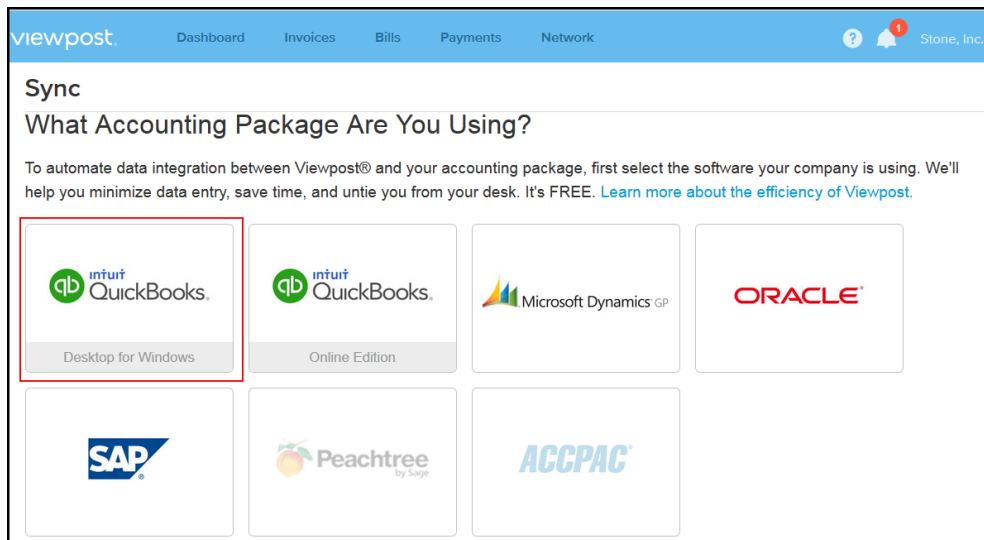 viewpost.
Dashboard Invoices Bills Payments Network ? 1 Stone, Inc.
Sync
What Accounting Package Are You Using?
To automate data integration between Viewpost® and your accounting package, first select the software your company is using. We'll
help you minimize data entry, save time, and untie you from your desk. It's FREE. Learn more about the efficiency of Viewpost.
qb intuit QuickBooks.
Desktop for Windows
qb intuit QuickBooks.
Online Edition
Microsoft Dynamics GP
ORACLE®
SAP®
Peachtree
by Sage
ACCPAC®